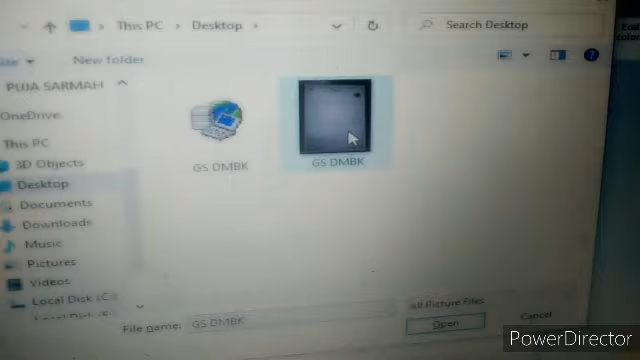 This PC > Desktop >
Search Desktop
New folder
PUJA SARMAH
OneDrive
This PC
3D Objects
Desktop
Documents
Downloads
Music
Pictures
Videos
Local Disk (C:)
GS DMBK
GS DMBK
File name: GS DMBK
All Picture Files
Open
Cancel
PowerDirector